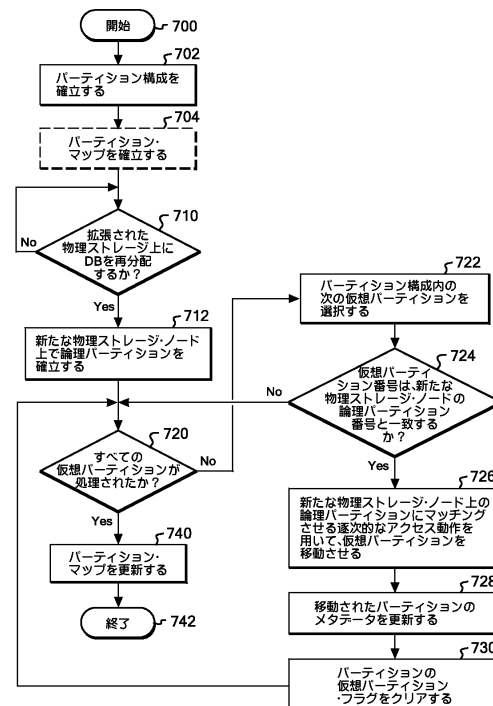 開始
700
702
パーティション構成を
確立する
704
パーティション・
マップを確立する
710
拡張された
物理ストレージ上に
DBを再分配
するか？
No
Yes
712
新たな物理ストレージ・ノード
上で論理パーティションを
確立する
720
すべての
仮想パーティションが
処理されたか？
No
Yes
740
パーティション・
マップを更新する
終了
742
722
パーティション構成内の
次の仮想パーティションを
選択する
724
仮想パーティ
ション番号は、新たな
物理ストレージ・ノードの
論理パーティション
番号と一致する
か？
No
Yes
726
新たな物理ストレージ・ノード上の
論理パーティションにマッチング
させる逐次的なアクセス動作を
用いて、仮想パーティションを
移動させる
728
移動されたパーティションの
メタデータを更新する
730
パーティションの
仮想パーティション
・フラグをクリアする